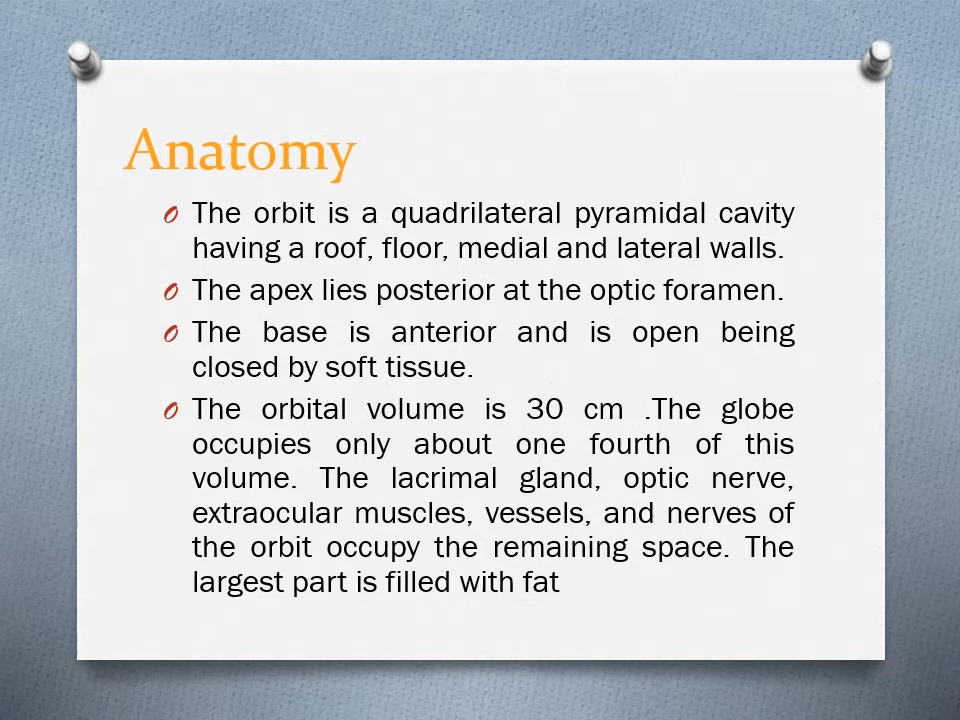 Anatomy
The orbit is a quadrilateral pyramidal cavity
having a roof, floor, medial and lateral walls.
The apex lies posterior at the optic foramen.
The base is anterior and is open being
closed by soft tissue.
The orbital volume is 30 cm .The globe
occupies only about one fourth of this
volume. The lacrimal gland, optic nerve,
extraocular muscles, vessels, and nerves of
the orbit occupy the remaining space. The
largest part is filled with fat